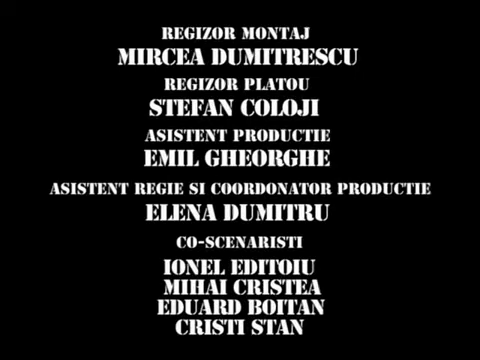 REGIZOR MONTAJ
MIRCEA DUMITRESCU
REGIZOR PLATOU
STEFAN COLOJI
ASISTENT PRODUCTIE
EMIL GHEORGHE
ASISTENT REGIE SI COORDONATOR PRODUCTIE
ELENA DUMITRU
CO-SCENARISTI
IONEL EDITOIU
MIHAI CRISTEA
EDUARD BOITAN
CRISTI STAN